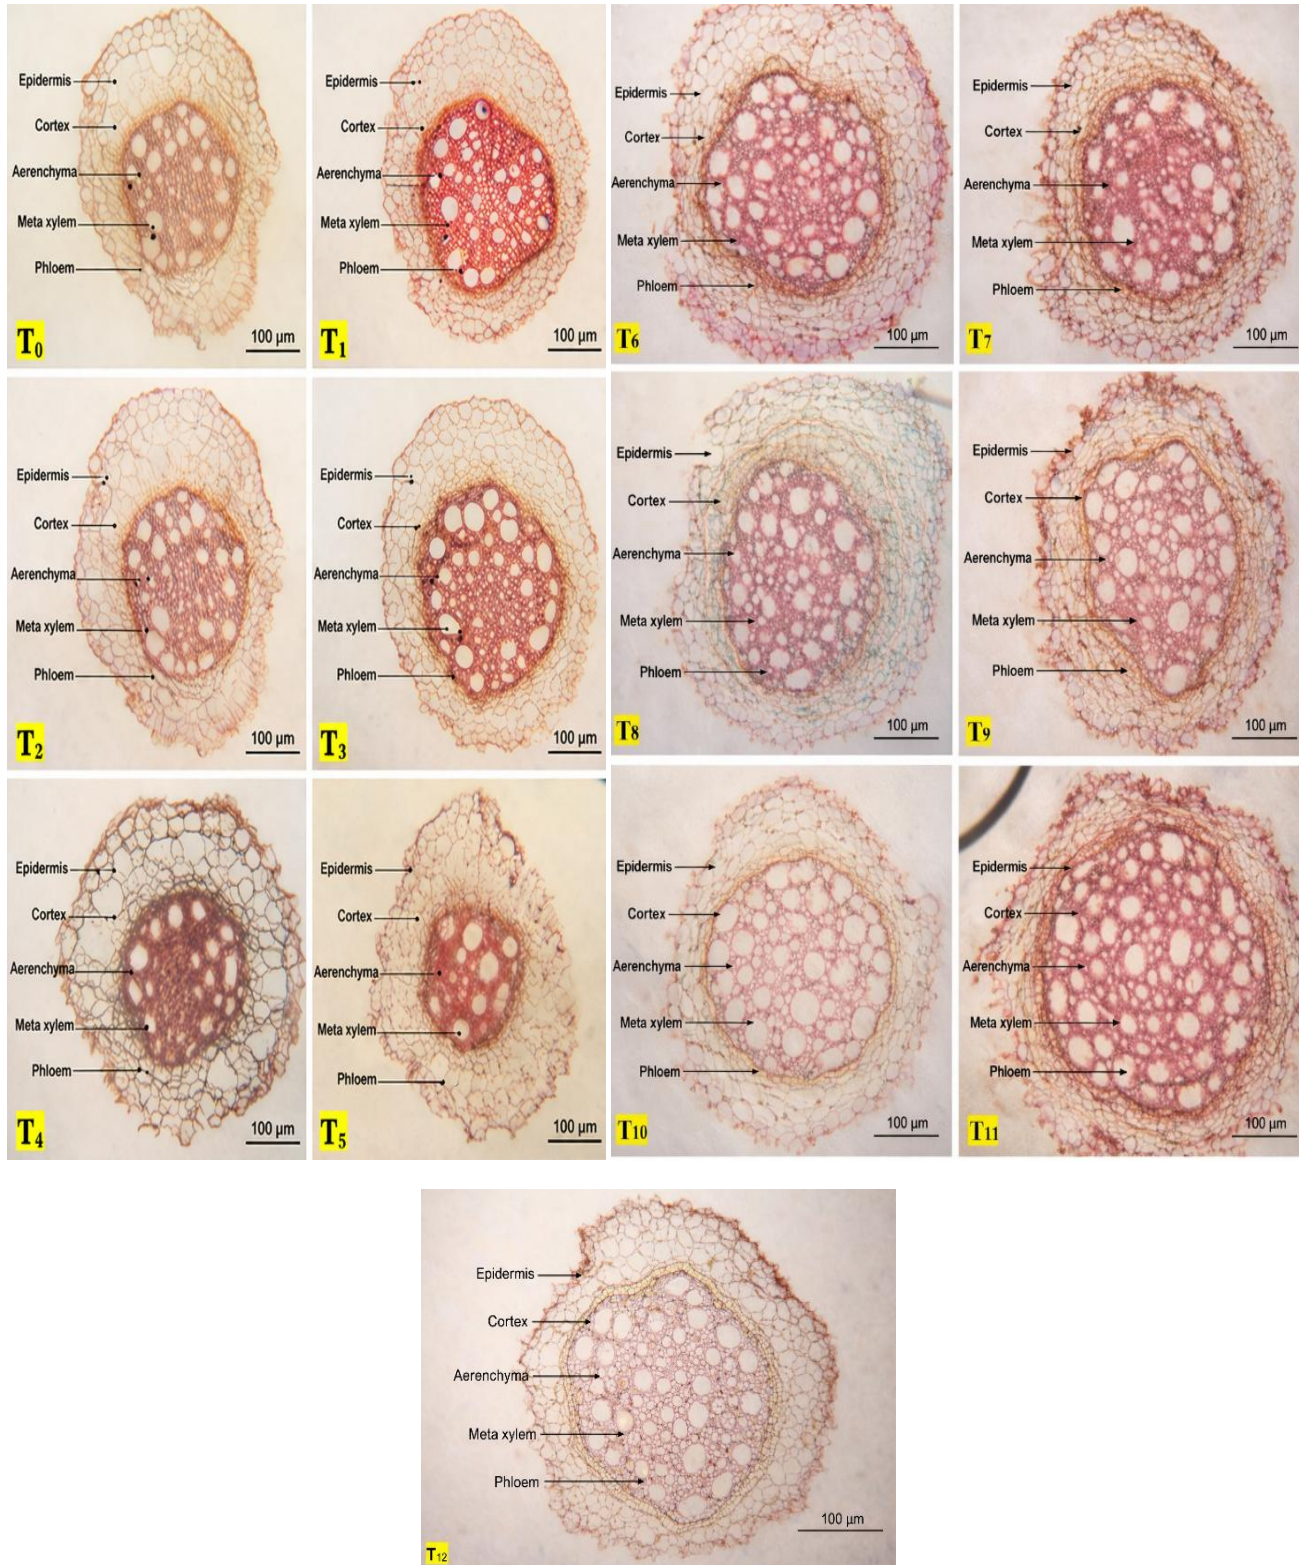 Epidermis
Cortex
Aerenchyma
Meta xylem
Phloem
100 µm
T0
Epidermis
Cortex
Aerenchyma
Meta xylem
Phloem
100 µm
T1
Epidermis
Cortex
Aerenchyma
Meta xylem
Phloem
100 µm
T6
Epidermis
Cortex
Aerenchyma
Meta xylem
Phloem
100 µm
T7
Epidermis
Cortex
Aerenchyma
Meta xylem
Phloem
100 µm
T2
Epidermis
Cortex
Aerenchyma
Meta xylem
Phloem
100 µm
T3
Epidermis
Cortex
Aerenchyma
Meta xylem
Phloem
100 µm
T8
Epidermis
Cortex
Aerenchyma
Meta xylem
Phloem
100 µm
T9
Epidermis
Cortex
Aerenchyma
Meta xylem
Phloem
100 µm
T4
Epidermis
Cortex
Aerenchyma
Meta xylem
Phloem
100 µm
T5
Epidermis
Cortex
Aerenchyma
Meta xylem
Phloem
100 µm
T10
Epidermis
Cortex
Aerenchyma
Meta xylem
Phloem
100 µm
T11
Epidermis
Cortex
Aerenchyma
Meta xylem
Phloem
100 µm
T12